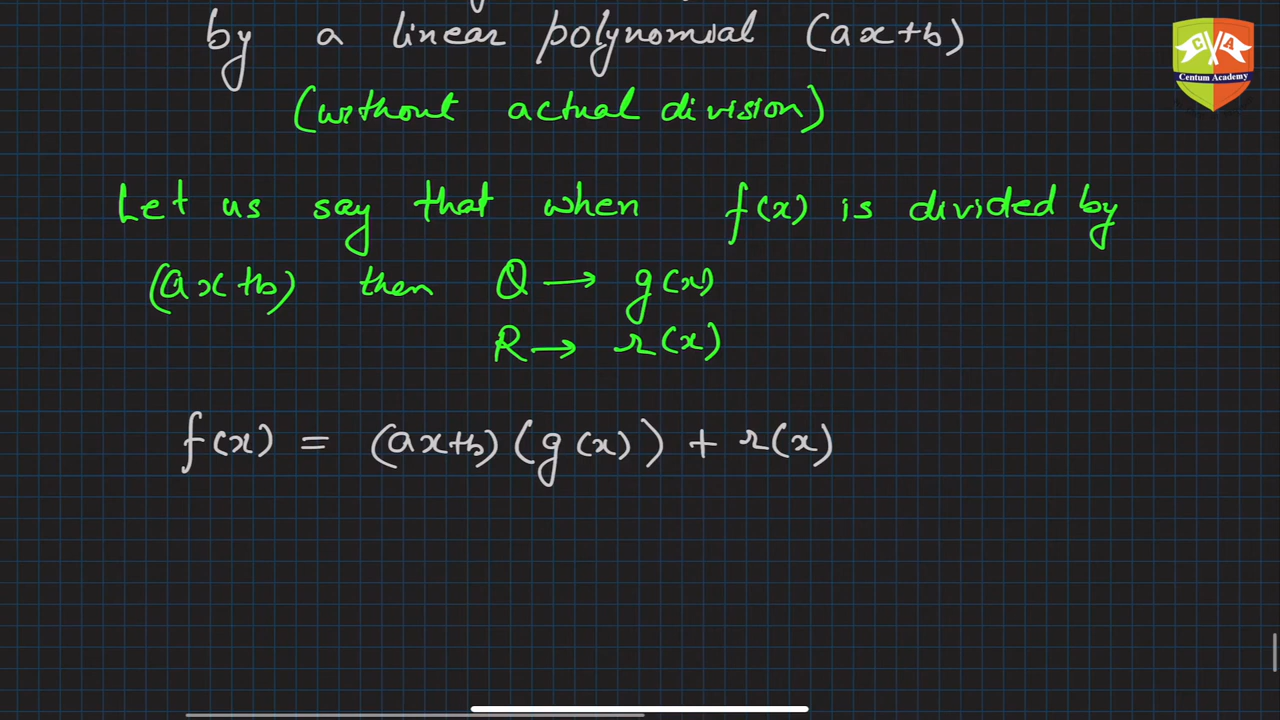 by a linear polynomial (ax+b)
(without actual division)
Let us say that when f(x) is divided by
(ax+b) then Q → g(x)
R → r(x)
f(x) = (ax+b)(g(x)) + r(x)
C A
Centum Academy